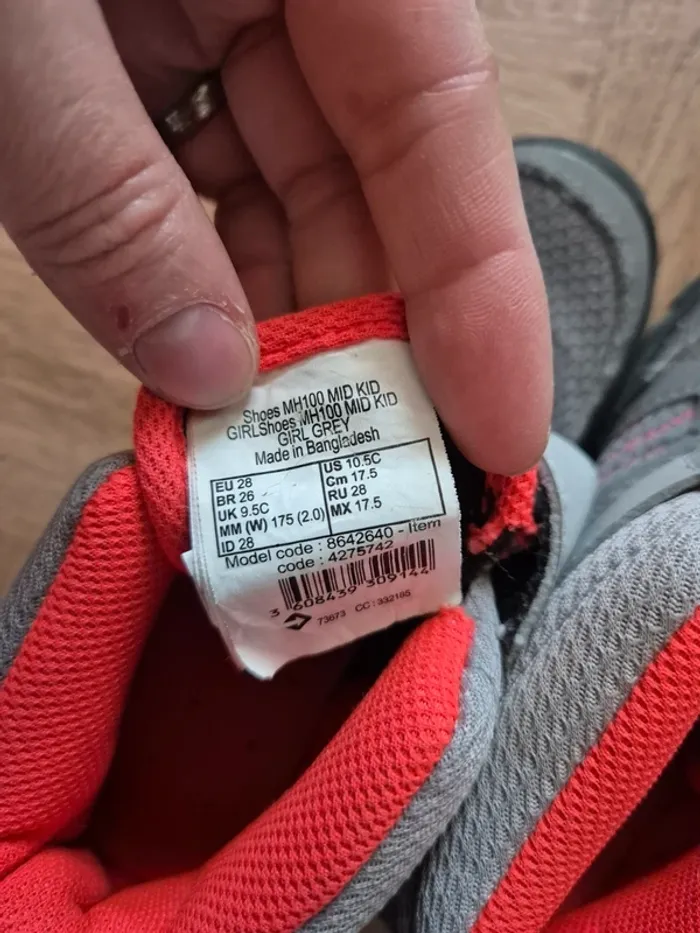 Shoes MH100 MID KID
GIRLShoes MH100 MID KID
GIRL GREY
Made in Bangladesh
EU 28 US 10.5C
BR 26 Cm 17.5
UK 9.5C RU 28
MM (W) 175 (2.0) MX 17.5
ID 28
Model code : 8642640 - Item
code : 4275742
3 608439 309144
73673 CC : 332185